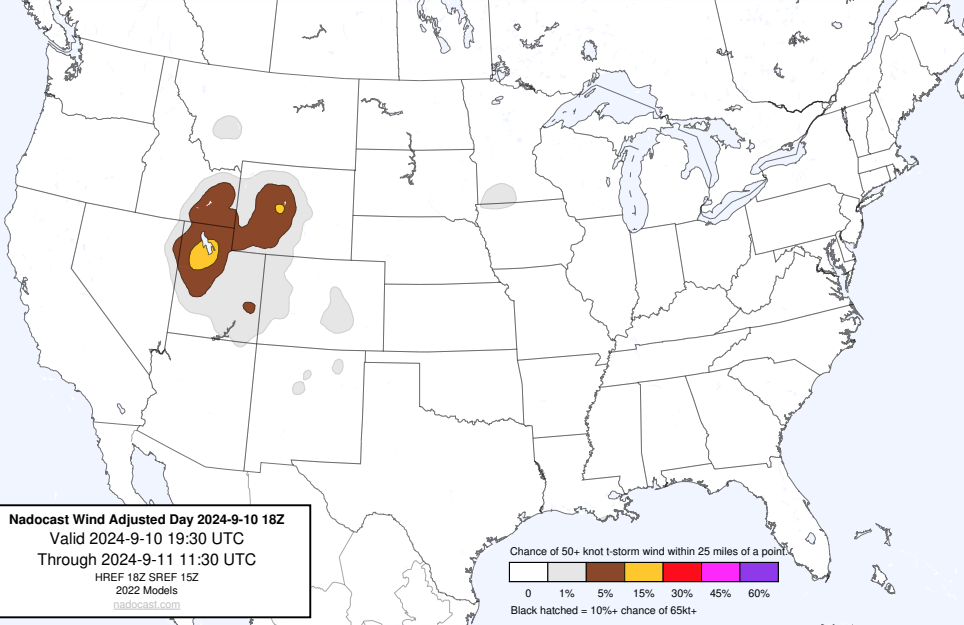 Nadocast Wind Adjusted Day 2024-9-10 18Z
Valid 2024-9-10 19:30 UTC
Through 2024-9-11 11:30 UTC
HREF 18Z SREF 15Z
2022 Models
nadocast.com
Chance of 50+ knot t-storm wind within 25 miles of a point.
0 1% 5% 15% 30% 45% 60%
Black hatched = 10%+ chance of 65kt+